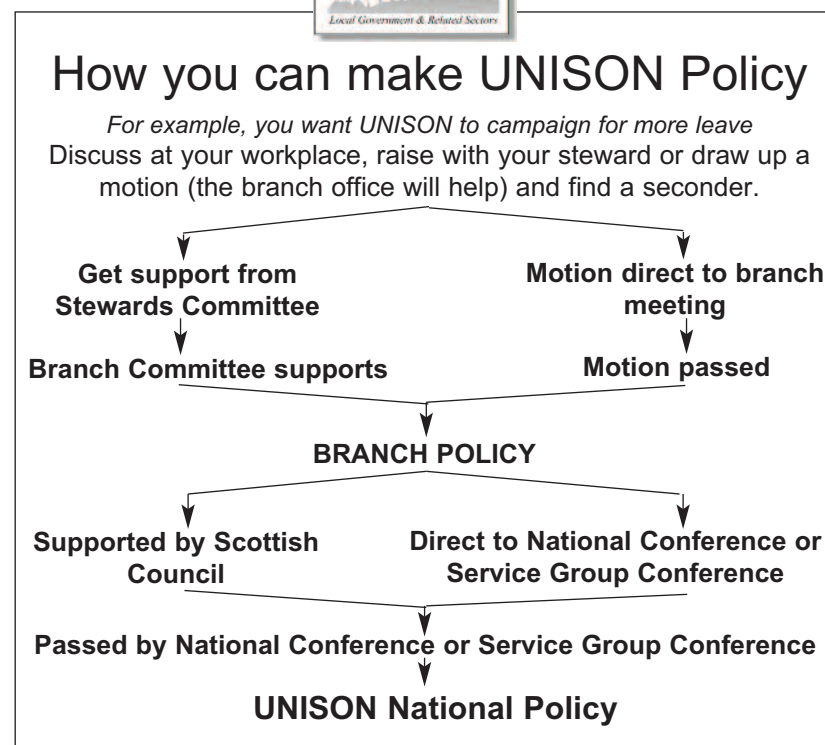 Local Government & Related Sectors
How you can make UNISON Policy
For example, you want UNISON to campaign for more leave
Discuss at your workplace, raise with your steward or draw up a
motion (the branch office will help) and find a seconder.
Get support from
Stewards Committee
Motion direct to branch
meeting
Branch Committee supports
Motion passed
BRANCH POLICY
Supported by Scottish
Council
Direct to National Conference or
Service Group Conference
Passed by National Conference or Service Group Conference
UNISON National Policy